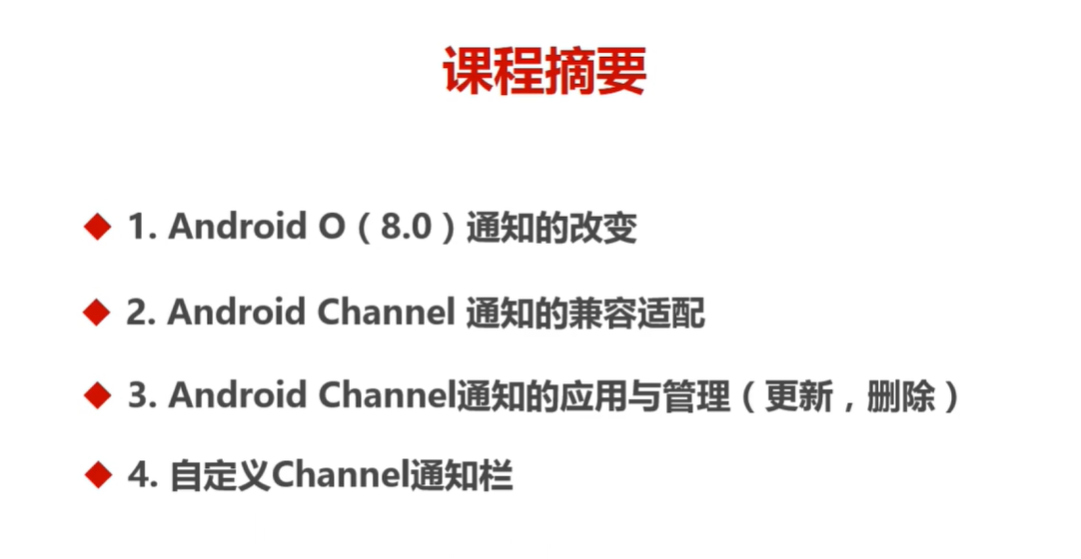 课程摘要
1. Android O（8.0）通知的改变
2. Android Channel 通知的兼容适配
3. Android Channel通知的应用与管理（更新，删除）
4. 自定义Channel通知栏